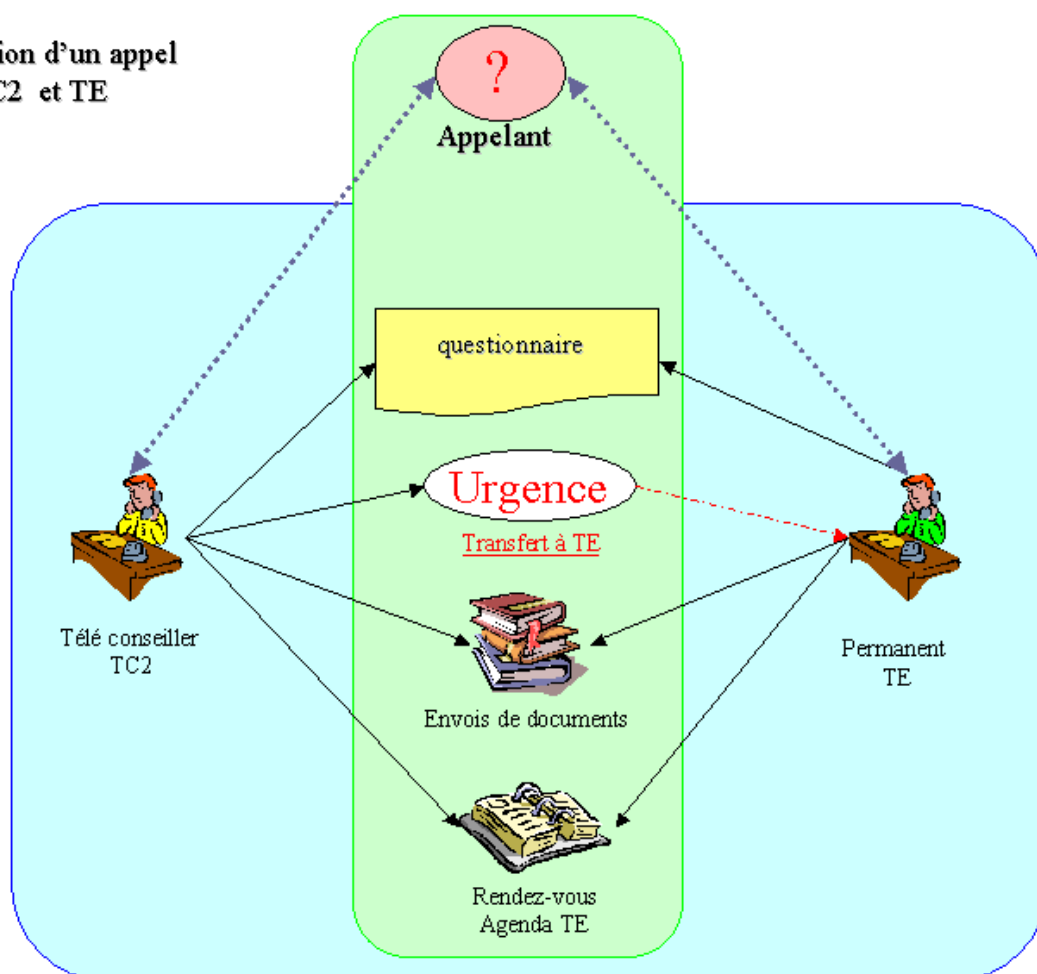 ion d'un appel
C2 et TE
?
Appelant
questionnaire
Urgence
Transfert à TE
Télé conseiller
TC2
Permanent
TE
Envois de documents
Rendez-vous
Agenda TE